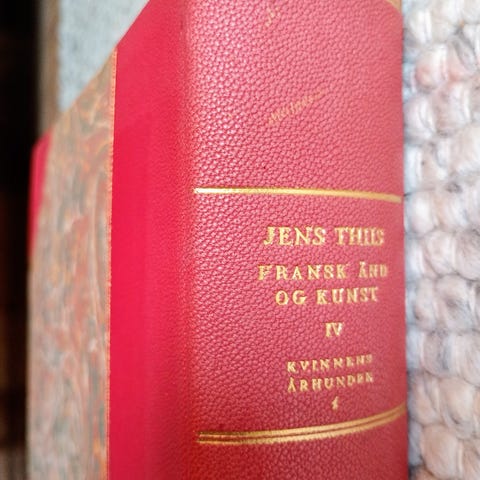 JENS THIIS
FRANSK ÅND
OG KUNST
IV
KVINNENS
ÅRHUNDRE
1